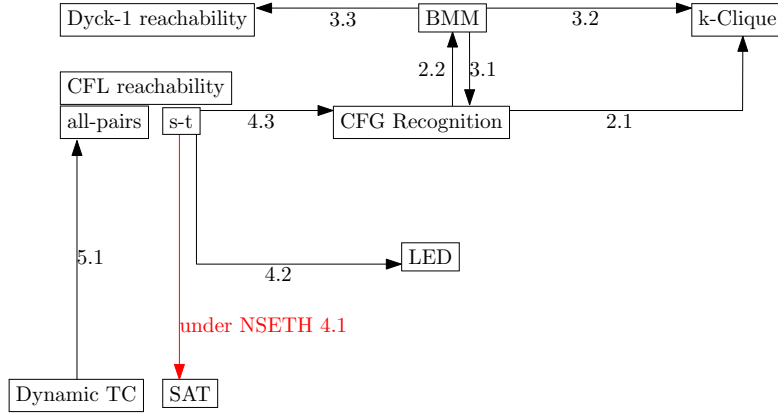 Dyck-1 reachability
3.3
BMM
3.2
k-Clique
2.2
3.1
CFL reachability
all-pairs
s-t
4.3
CFG Recognition
2.1
5.1
4.2
LED
under NSETH 4.1
Dynamic TC
SAT